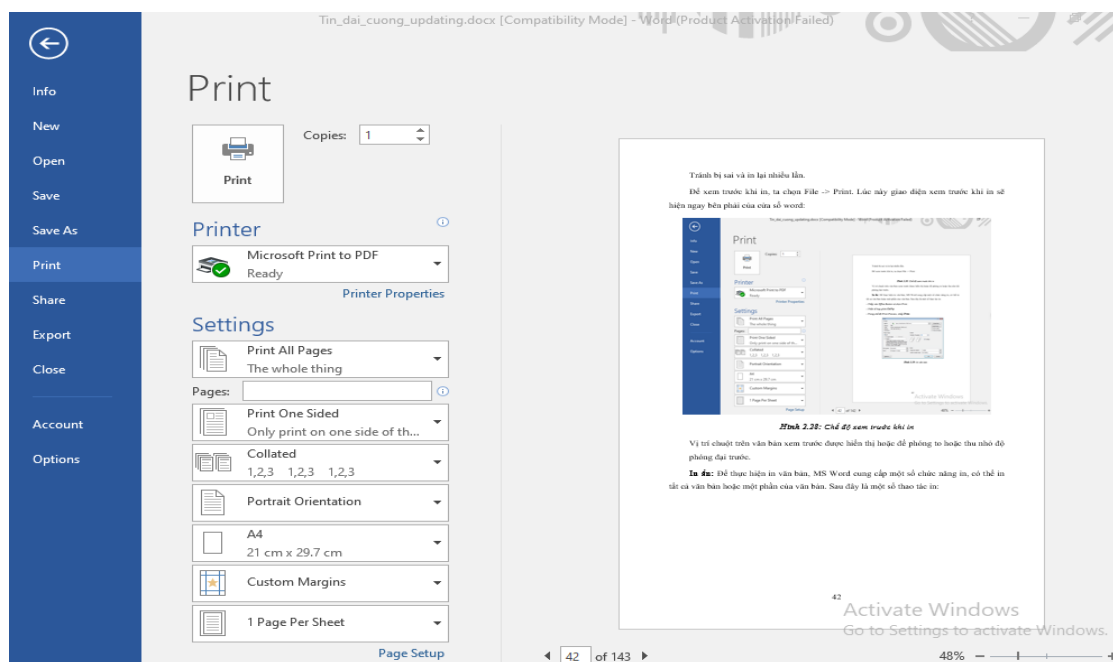 Tin_dai_cuong_updating.docx [Compatibility Mode] - Word (Product Activation Failed)
Info
New
Open
Save
Save As
Print
Share
Export
Close
Account
Options
Print
Copies: 1
Print
Printer
Microsoft Print to PDF
Ready
Printer Properties
Settings
Print All Pages
The whole thing
Pages:
Print One Sided
Only print on one side of th...
Collated
1,2,3 1,2,3 1,2,3
Portrait Orientation
A4
21 cm x 29.7 cm
Custom Margins
1 Page Per Sheet
Page Setup
Tránh bị sai và in lại nhiều lần.
Để xem trước khi in, ta chọn File -> Print. Lúc này giao diện xem trước khi in sẽ
hiện ngay bên phải của cửa sổ word:
Print
Printer
Settings
Hình 2.28: Chế độ xem trước khi in
Vị trí chuột trên văn bản xem trước được hiển thị hoặc để phóng to hoặc thu nhỏ độ
phóng đại trước.
In ấn: Để thực hiện in văn bản, MS Word cung cấp một số chức năng in, có thể in
tất cả văn bản hoặc một phần của văn bản. Sau đây là một số thao tác in:
42
Activate Windows
Go to Settings to activate Windows.
42 of 143
48%